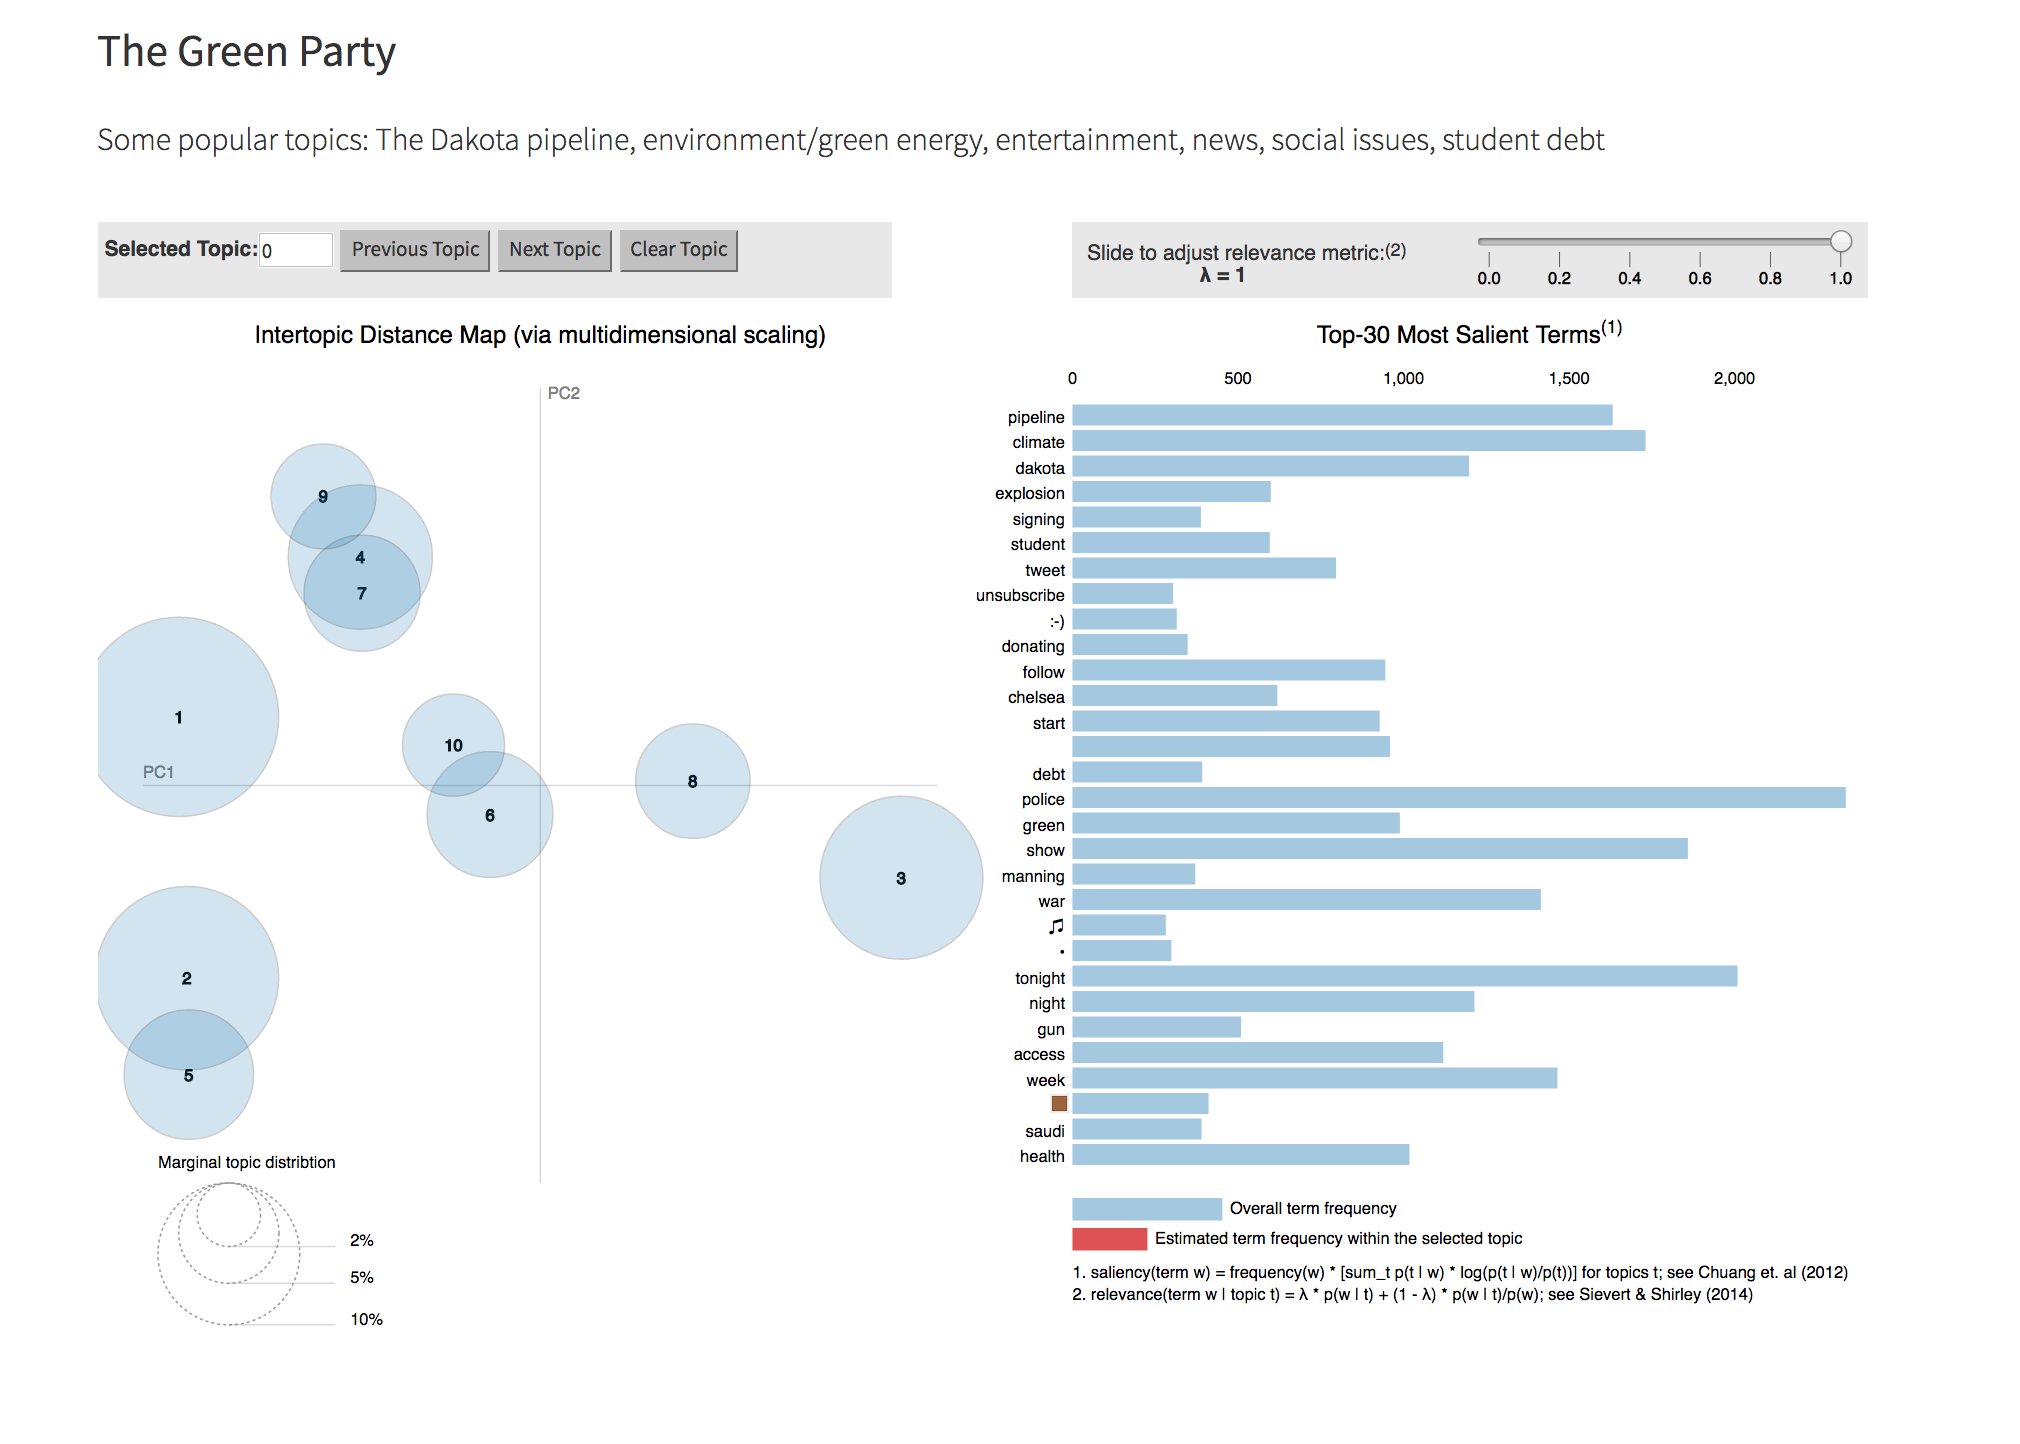 The Green Party
Some popular topics: The Dakota pipeline, environment/green energy, entertainment, news, social issues, student debt
Selected Topic: 0 Previous Topic Next Topic Clear Topic
Slide to adjust relevance metric:(2)
λ = 1
0.0 0.2 0.4 0.6 0.8 1.0
Intertopic Distance Map (via multidimensional scaling)
PC2
PC1
9
4
7
1
10
6
8
3
2
5
Marginal topic distribtion
2%
5%
10%
Top-30 Most Salient Terms(1)
0 500 1,000 1,500 2,000
pipeline
climate
dakota
explosion
signing
student
tweet
unsubscribe
:-)
donating
follow
chelsea
start
debt
police
green
show
manning
war
♫
•
tonight
night
gun
access
week
saudi
health
Overall term frequency
Estimated term frequency within the selected topic
1. saliency(term w) = frequency(w) * [sum_t p(t | w) * log(p(t | w)/p(t))] for topics t; see Chuang et. al (2012)
2. relevance(term w | topic t) = λ * p(w | t) + (1 - λ) * p(w | t)/p(w); see Sievert & Shirley (2014)